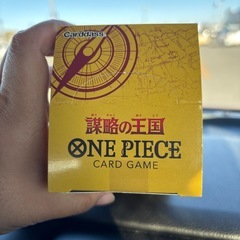 Carddass
謀略の王国
ONE PIECE
CARD GAME